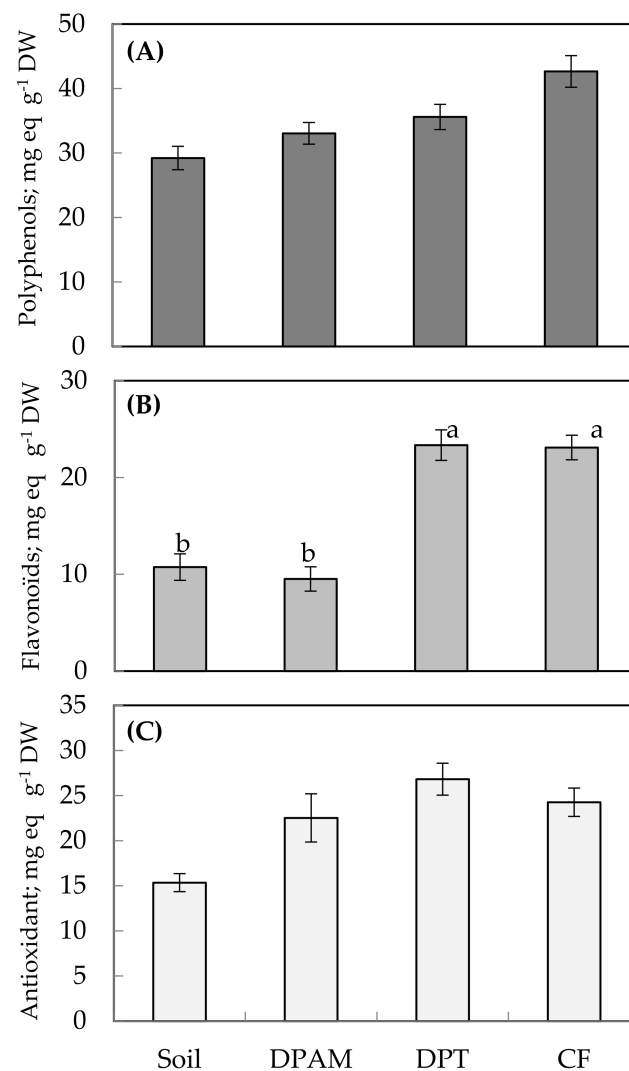 50
(A)
40
30
20
10
0
Polyphenols; mg eq g-1 DW
30
(B)
20
10
0
Flavonoïds; mg eq g-1 DW
b
b
a
a
35
(C)
30
25
20
15
10
5
0
Antioxidant; mg eq g-1 DW
Soil DPAM DPT CF